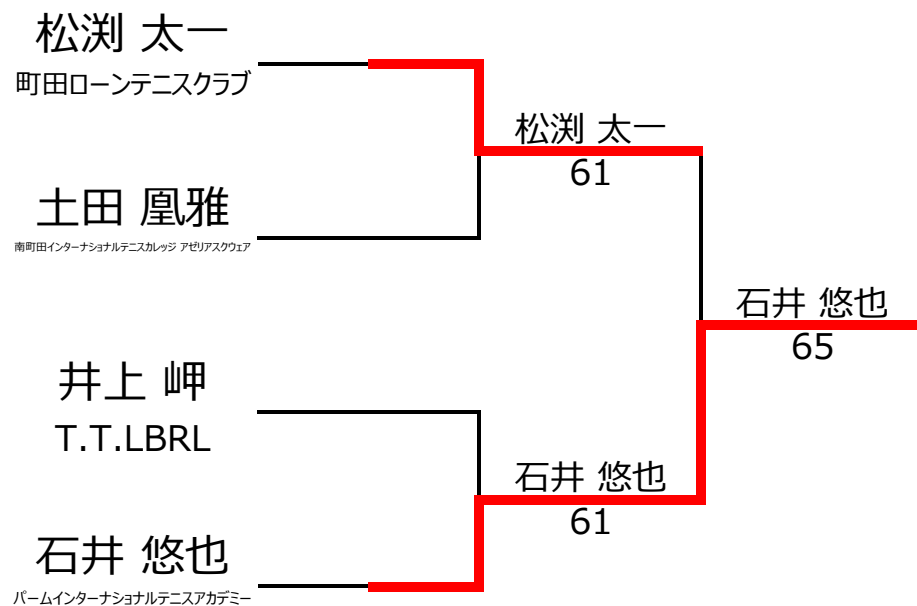 松渕 太一
町田ローンテニスクラブ
松渕 太一
61
土田 凰雅
南町田インターナショナルテニスカレッジ アゼリアスクウェア
石井 悠也
65
井上 岬
T.T.LBRL
石井 悠也
61
石井 悠也
パームインターナショナルテニスアカデミー